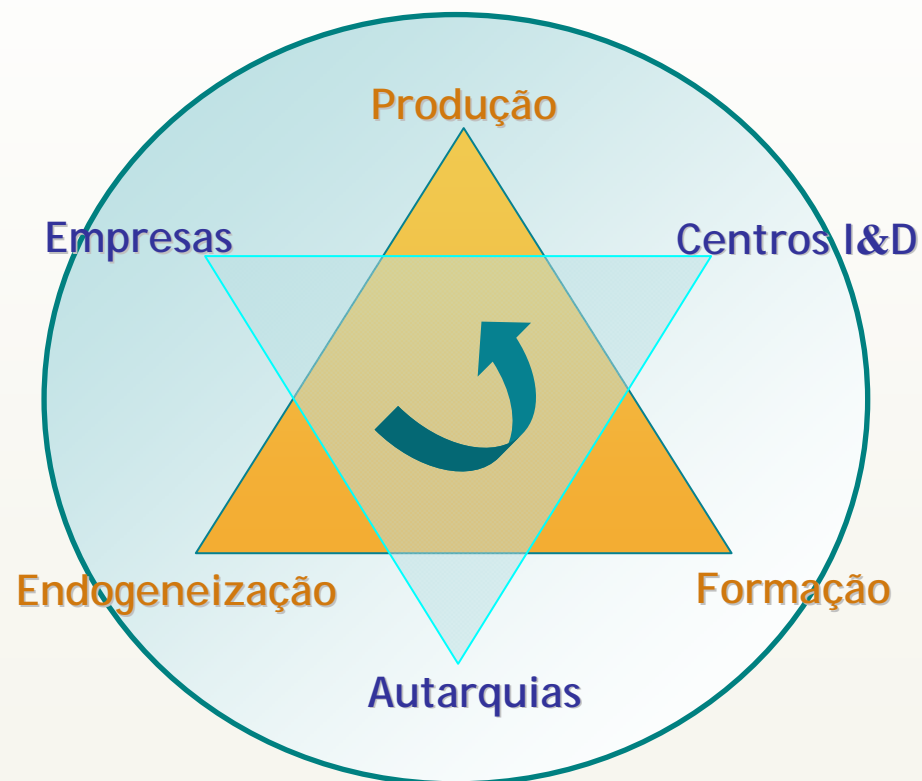 Produção
Empresas
Centros I&D
Endogeneização
Formação
Autarquias